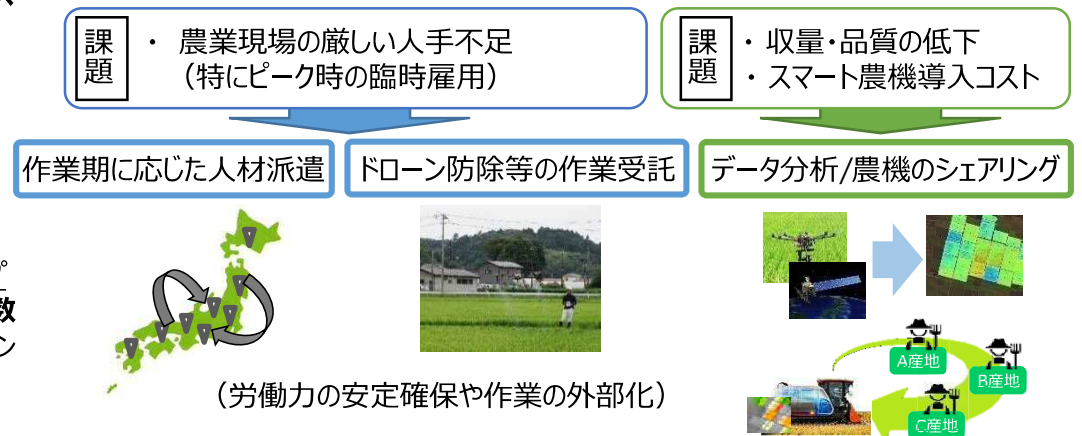 課題
・ 農業現場の厳しい人手不足
（特にピーク時の臨時雇用）
課題
・ 収量・品質の低下
・ スマート農機導入コスト
作業期に応じた人材派遣
ドローン防除等の作業受託
データ分析/農機のシェアリング
プ
数
ン
A産地
B産地
C産地
（労働力の安定確保や作業の外部化）